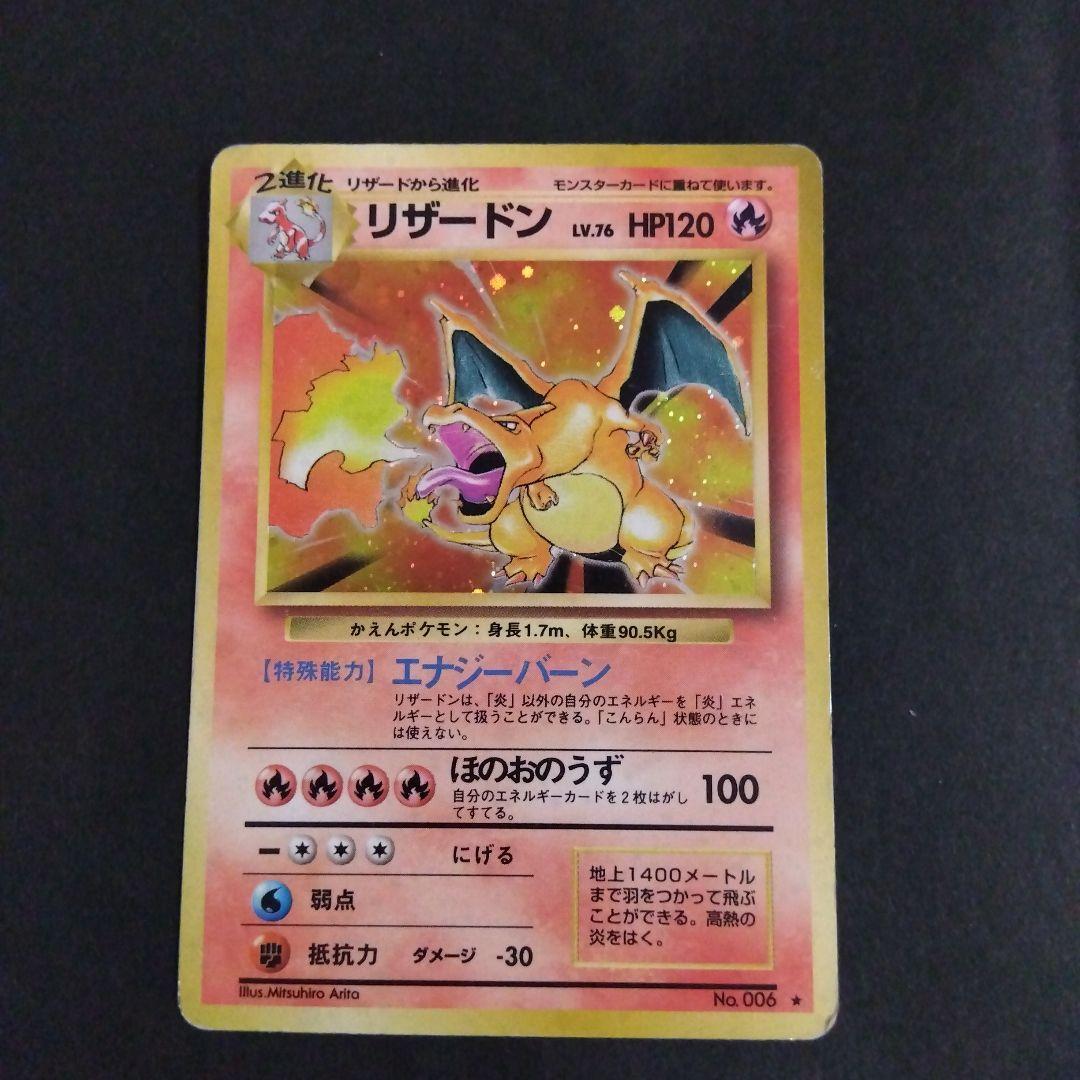 2進化 リザードから進化 モンスターカードに重ねて使います。
リザードン LV.76 HP120
かえんポケモン：身長1.7m、体重90.5Kg
【特殊能力】 エナジーバーン
リザードンは、「炎」以外の自分のエネルギーを「炎」エネ
ルギーとして扱うことができる。「こんらん」状態のときに
は使えない。
ほのおのうず 100
自分のエネルギーカードを2枚はがし
てすてる。
にげる
弱点
抵抗力 ダメージ -30
地上1400メートル
まで羽をつかって飛ぶ
ことができる。高熱の
炎をはく。
Illus.Mitsuhiro Arita
No. 006 ★